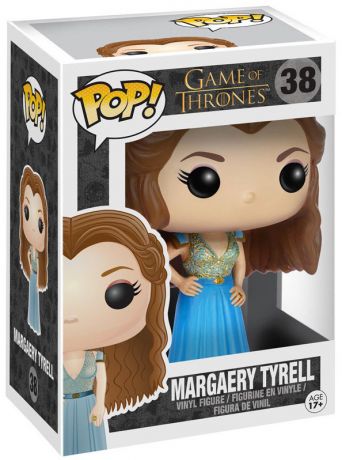 POP!
GAME OF
THRONES
38
POP!
MARGAERY TYRELL
38
MARGAERY TYRELL
VINYL FIGURE / FIGURINE EN VINYLE /
FIGURA DE VINIL
AGE
17+